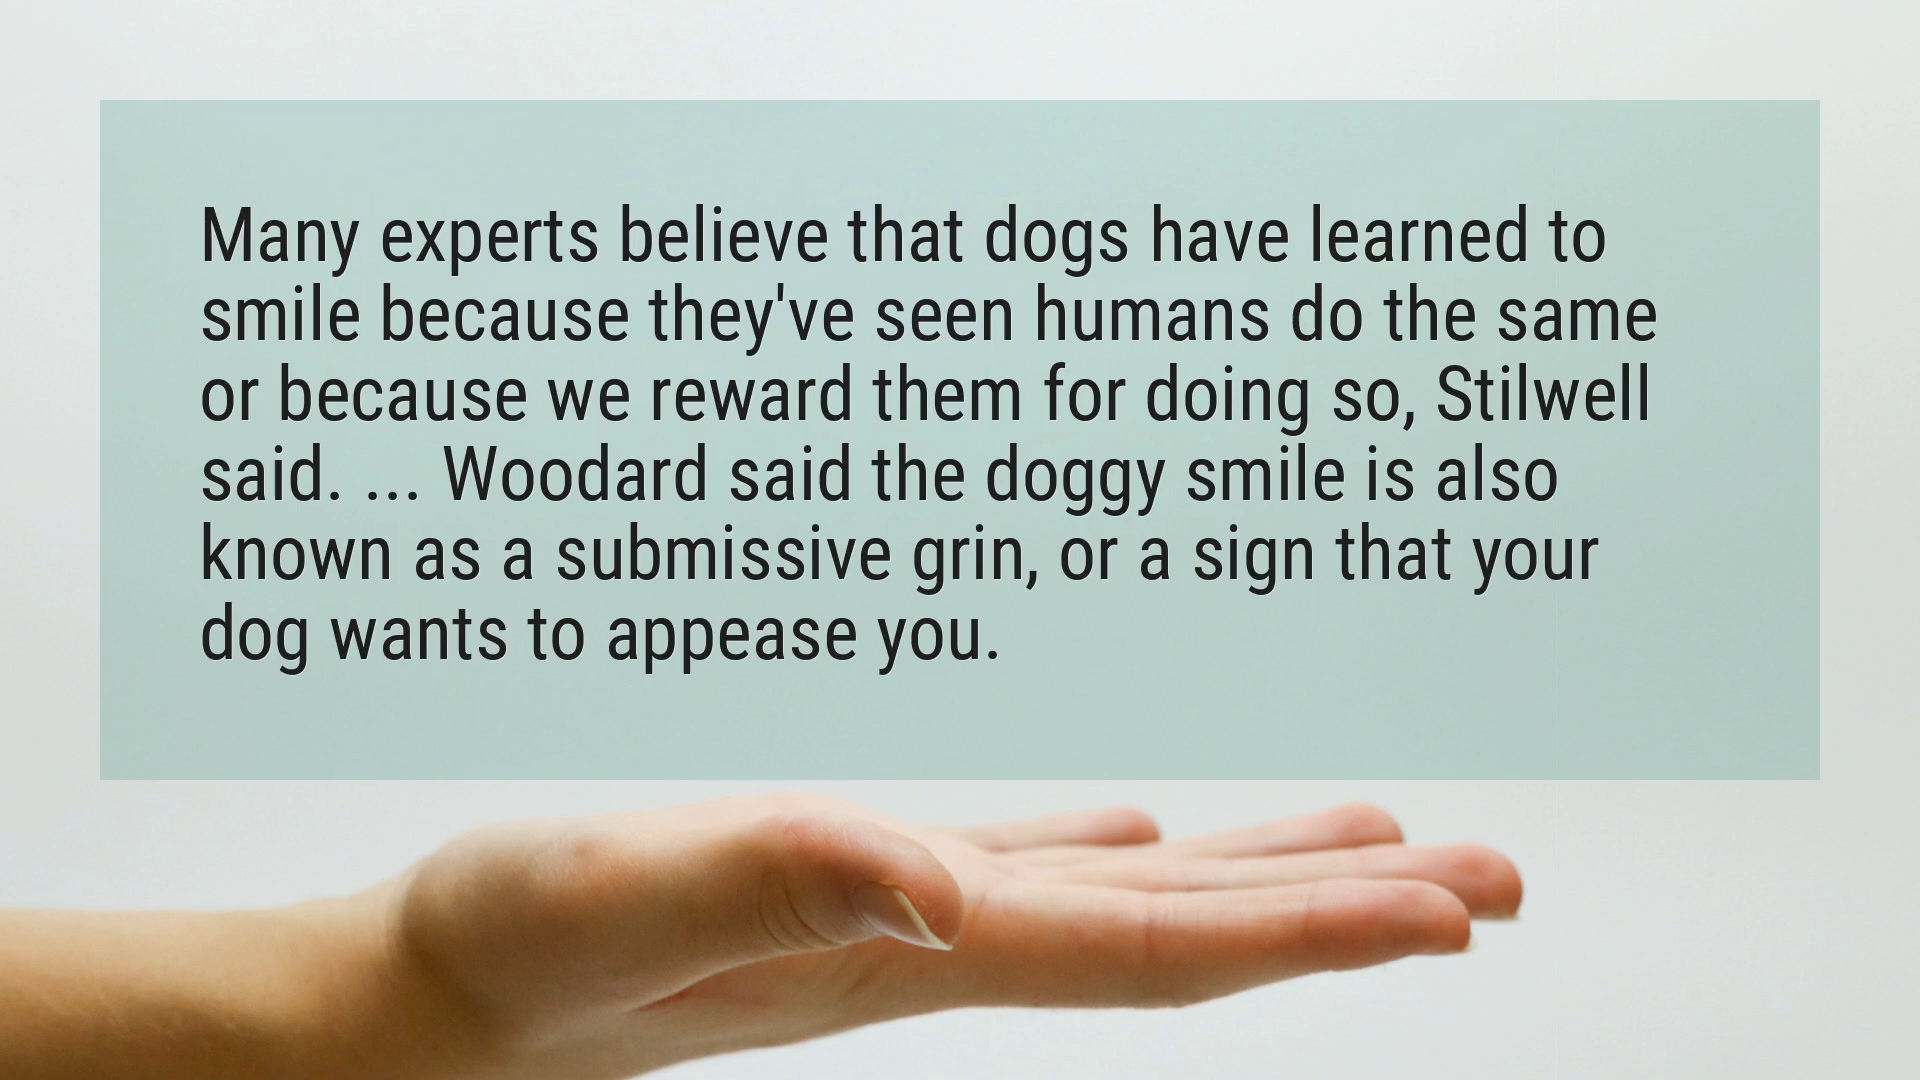 Many experts believe that dogs have learned to
smile because they've seen humans do the same
or because we reward them for doing so, Stilwell
said. ... Woodard said the doggy smile is also
known as a submissive grin, or a sign that your
dog wants to appease you.